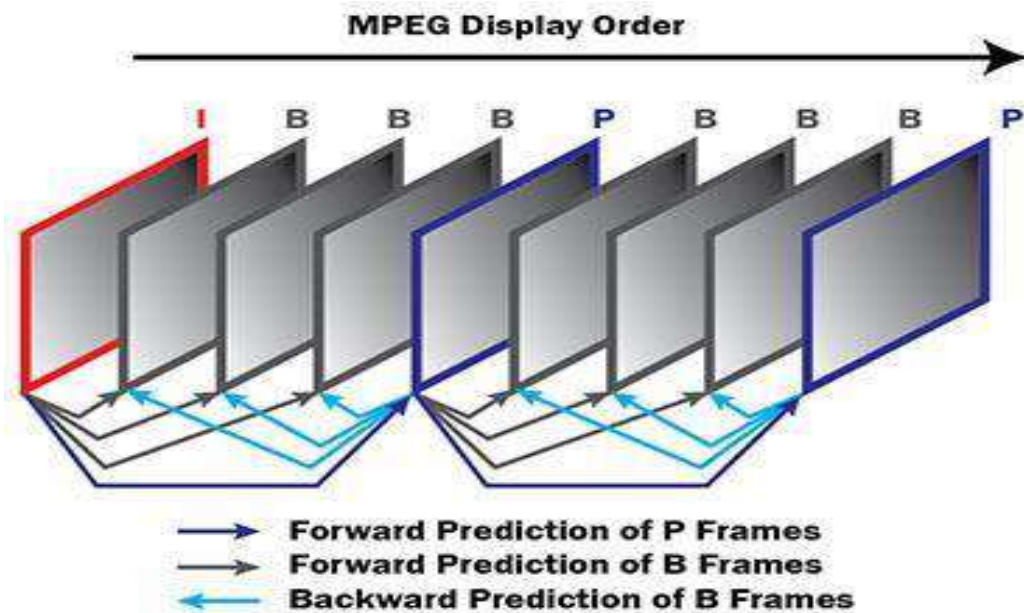 MPEG Display Order
I B B B P B B B P
Forward Prediction of P Frames
Forward Prediction of B Frames
Backward Prediction of B Frames